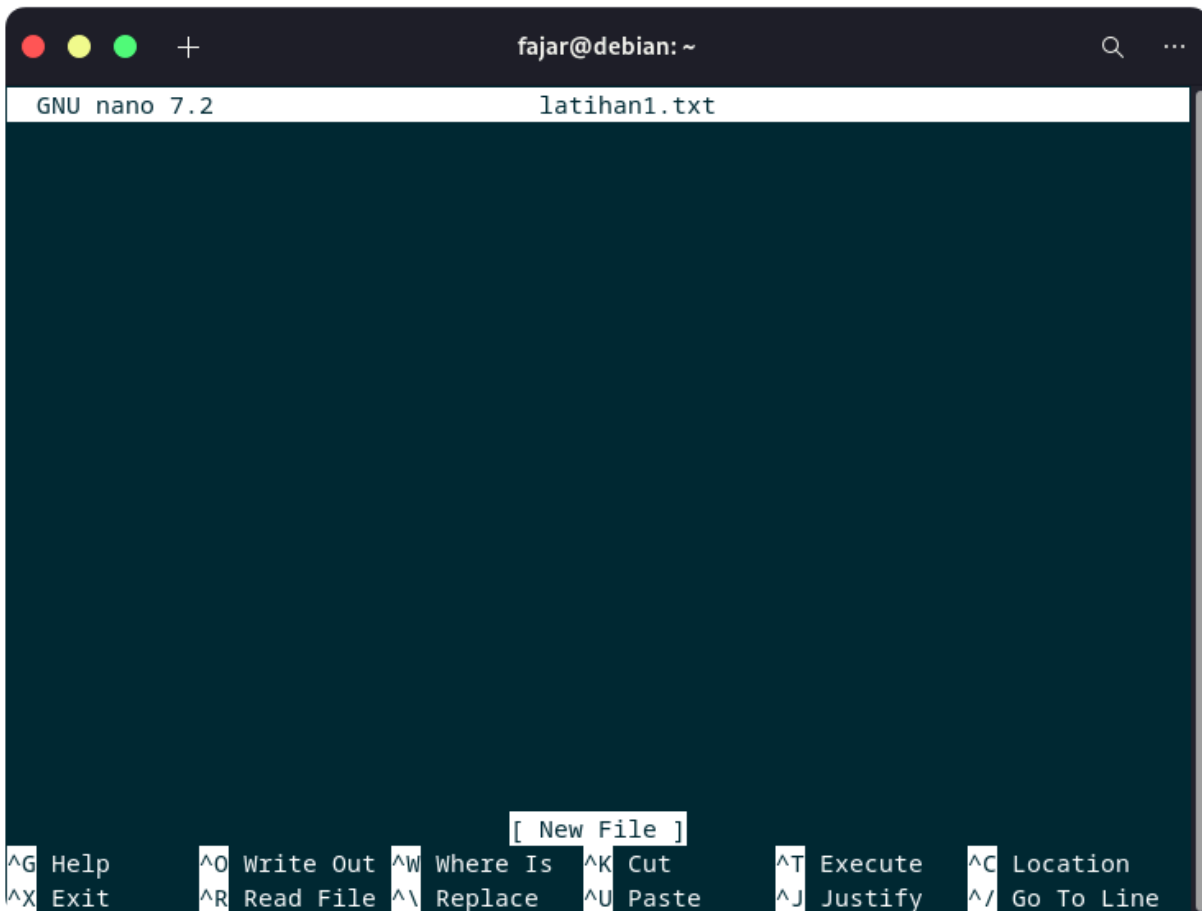 fajar@debian: ~
GNU nano 7.2 latihan1.txt
[ New File ]
^G Help ^O Write Out ^W Where Is ^K Cut ^T Execute ^C Location
^X Exit ^R Read File ^\ Replace ^U Paste ^J Justify ^/ Go To Line